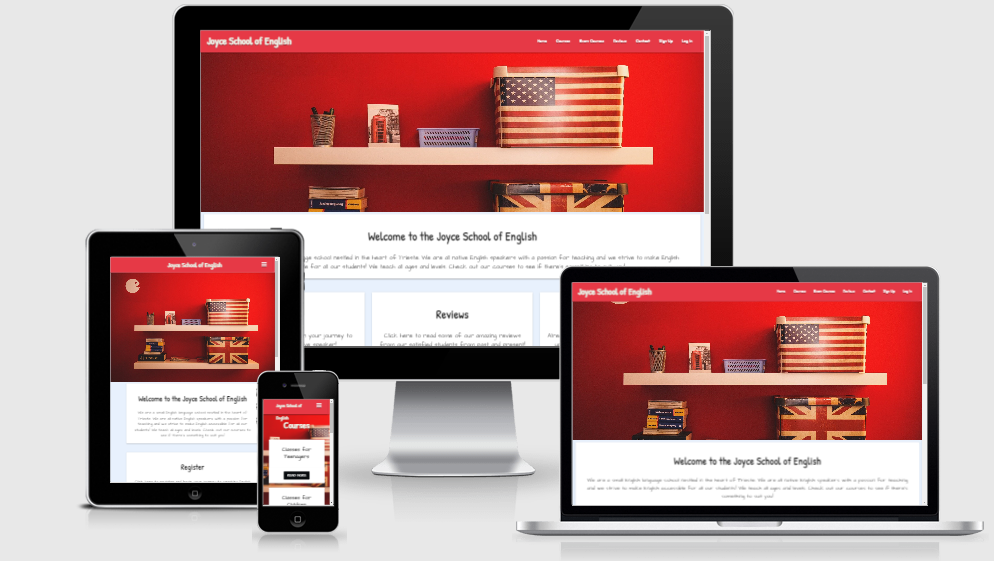 Joyce School of English
Home Courses Exam Courses Contact Sign Up Log In
Welcome to the Joyce School of English
school nestled in the heart of Trieste. We are all native English speakers with a passion for teaching and we strive to make English
for all our students! We teach all ages and levels. Check out our courses to see if there's
your journey to
speaker!
Reviews
Click here to read some of our amazing reviews
from our satisfied students from past and present!
Joyce School of English
Welcome to the Joyce School of English
We are a small English language school nestled in the heart of
Trieste. We are all native English speakers with a passion for
teaching and we strive to make English accessible for all our
students! We teach all ages and levels. Check out our courses
to see if there's something to suit you!
Register
Joyce School of
English
Courses
Classes for
Teenagers
READ MORE
Classes for
Children
Joyce School of English
Home Courses Exam Courses Contact Sign Up Log In
Welcome to the Joyce School of English
We are a small English language school nestled in the heart of Trieste. We are all native English speakers with a passion for teaching
and we strive to make English accessible for all our students! We teach all ages and levels. Check out our courses to see if there's
something to suit you!